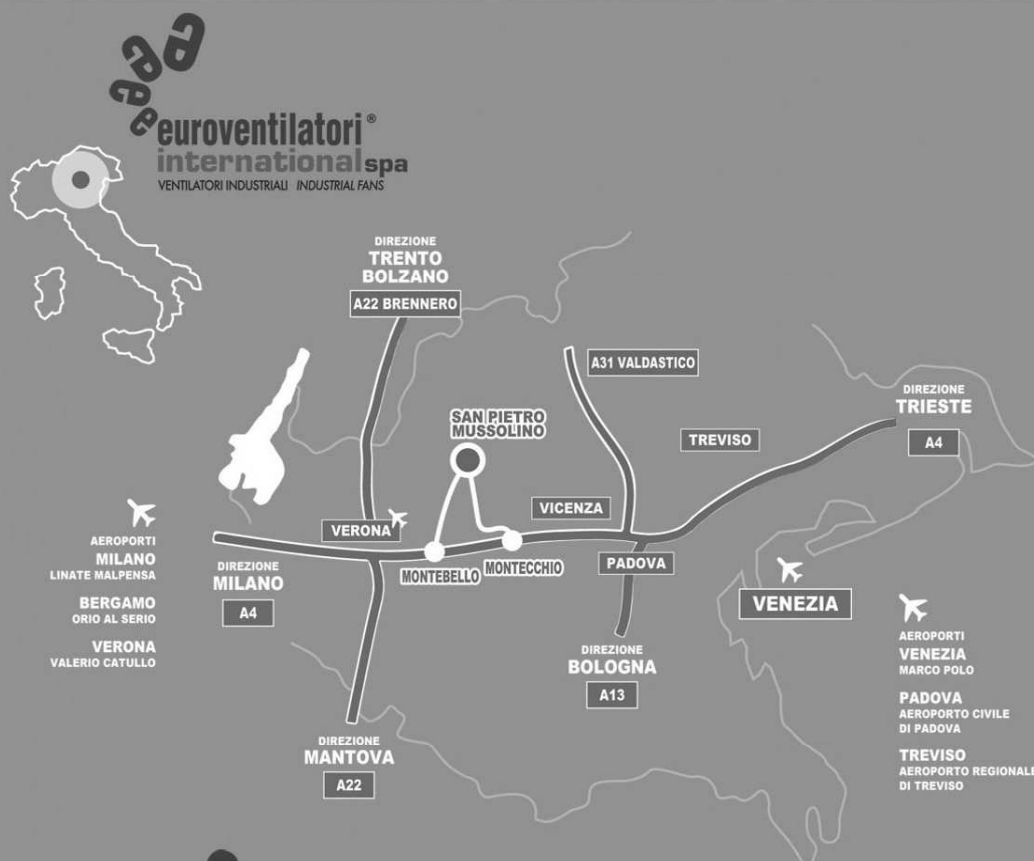 euroventilatori®
international spa
VENTILATORI INDUSTRIALI INDUSTRIAL FANS
DIREZIONE
TRENTO
BOLZANO
A22 BRENNERO
A31 VALDASTICO
DIREZIONE
TRIESTE
A4
SAN PIETRO
MUSSOLINO
TREVISO
VICENZA
VERONA
MONTEBELLO
MONTECCHIO
PADOVA
AEROPORTI
MILANO
LINATE MALPENSA
BERGAMO
ORIO AL SERIO
VERONA
VALERIO CATULLO
DIREZIONE
MILANO
A4
VENEZIA
DIREZIONE
BOLOGNA
A13
AEROPORTI
VENEZIA
MARCO POLO
PADOVA
AEROPORTO CIVILE
DI PADOVA
TREVISO
AEROPORTO REGIONALE
DI TREVISO
DIREZIONE
MANTOVA
A22